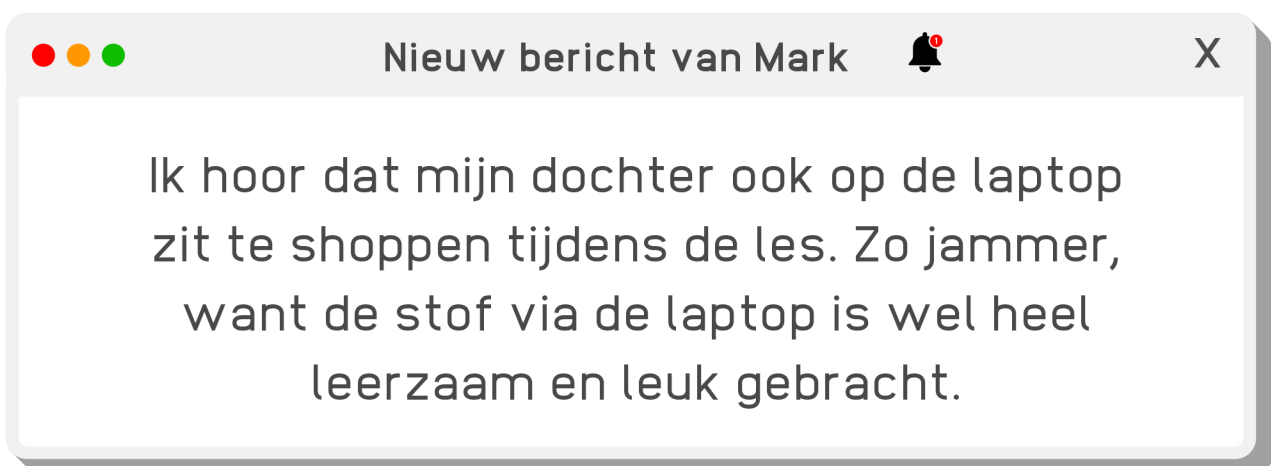 Nieuw bericht van Mark
1
X
Ik hoor dat mijn dochter ook op de laptop
zit te shoppen tijdens de les. Zo jammer,
want de stof via de laptop is wel heel
leerzaam en leuk gebracht.